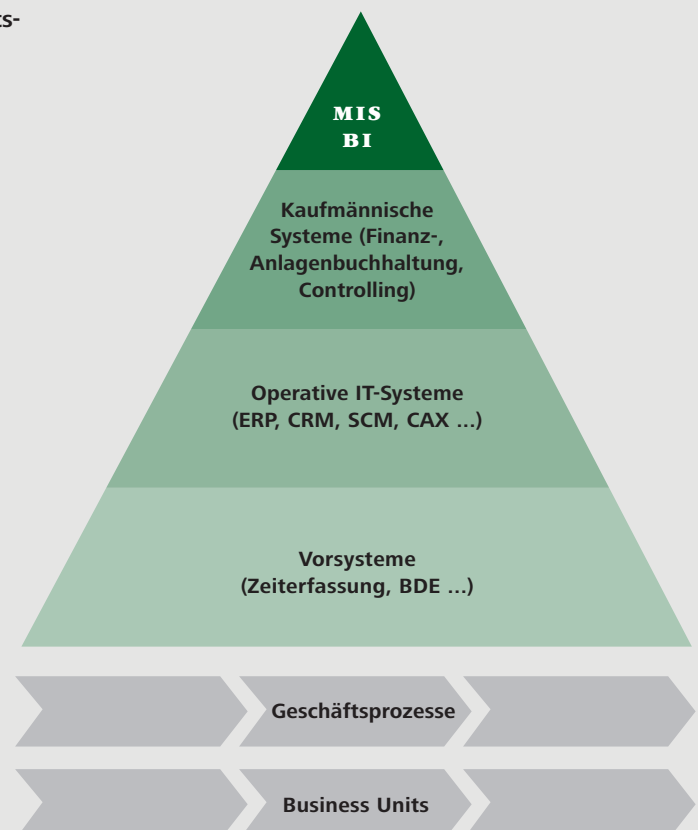 ts-
MIS
BI
Kaufmännische
Systeme (Finanz-,
Anlagenbuchhaltung,
Controlling)
Operative IT-Systeme
(ERP, CRM, SCM, CAX ...)
Vorsysteme
(Zeiterfassung, BDE ...)
Geschäftsprozesse
Business Units